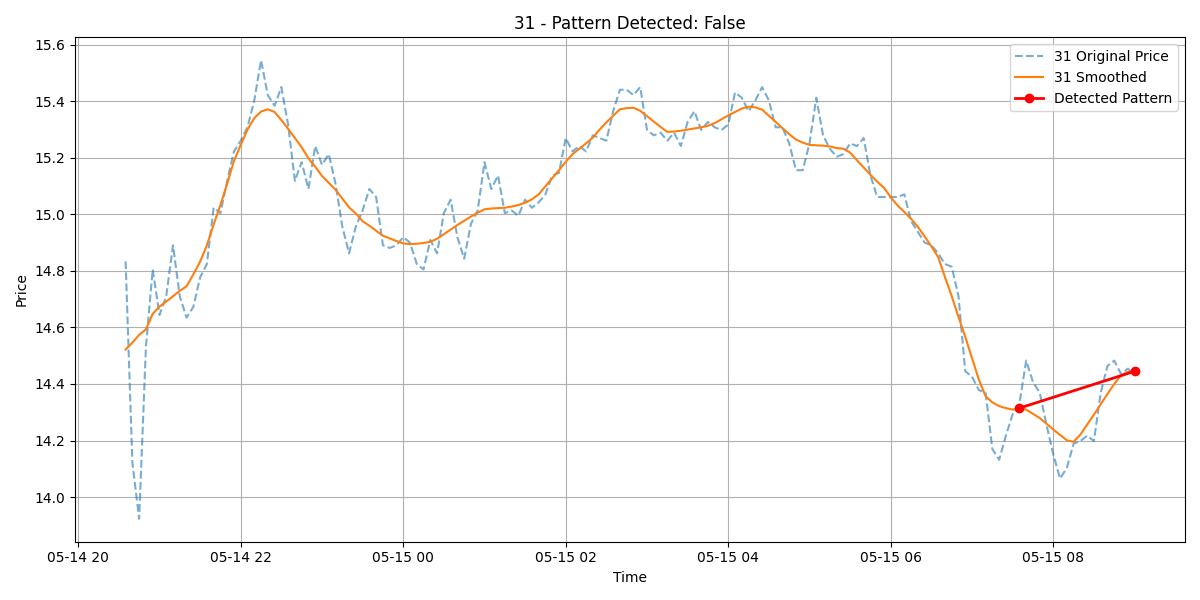 31 - Pattern Detected: False
31 Original Price
31 Smoothed
Detected Pattern
Price
15.6
15.4
15.2
15.0
14.8
14.6
14.4
14.2
14.0
05-14 20
05-14 22
05-15 00
05-15 02
05-15 04
05-15 06
05-15 08
Time